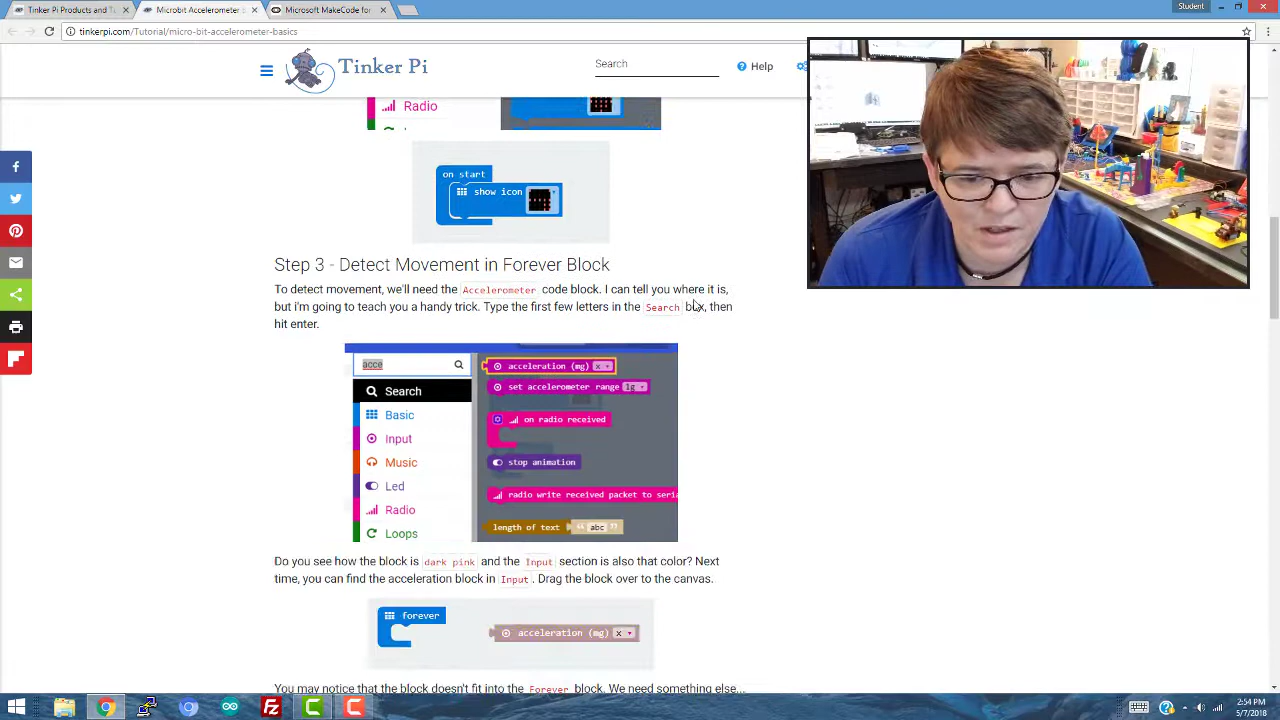 Tinker Pi Products and T
Microbit Accelerometer
Microsoft MakeCode for
Student
tinkerpi.com/Tutorial/micro-bit-accelerometer-basics
Tinker Pi
Search
Help
Radio
on start
show icon
Step 3 - Detect Movement in Forever Block
To detect movement, we'll need the Accelerometer code block. I can tell you where it is,
but i'm going to teach you a handy trick. Type the first few letters in the Search box, then
hit enter.
acce
Search
Basic
Input
Music
Led
Radio
Loops
acceleration (mg) x
set accelerometer range 1g
on radio received
stop animation
radio write received packet to seria
length of text " abc "
Do you see how the block is dark pink and the Input section is also that color? Next
time, you can find the acceleration block in Input. Drag the block over to the canvas.
forever
acceleration (mg) x
You may notice that the block doesn't fit into the Forever block. We need something else...
2:54 PM
5/7/2018